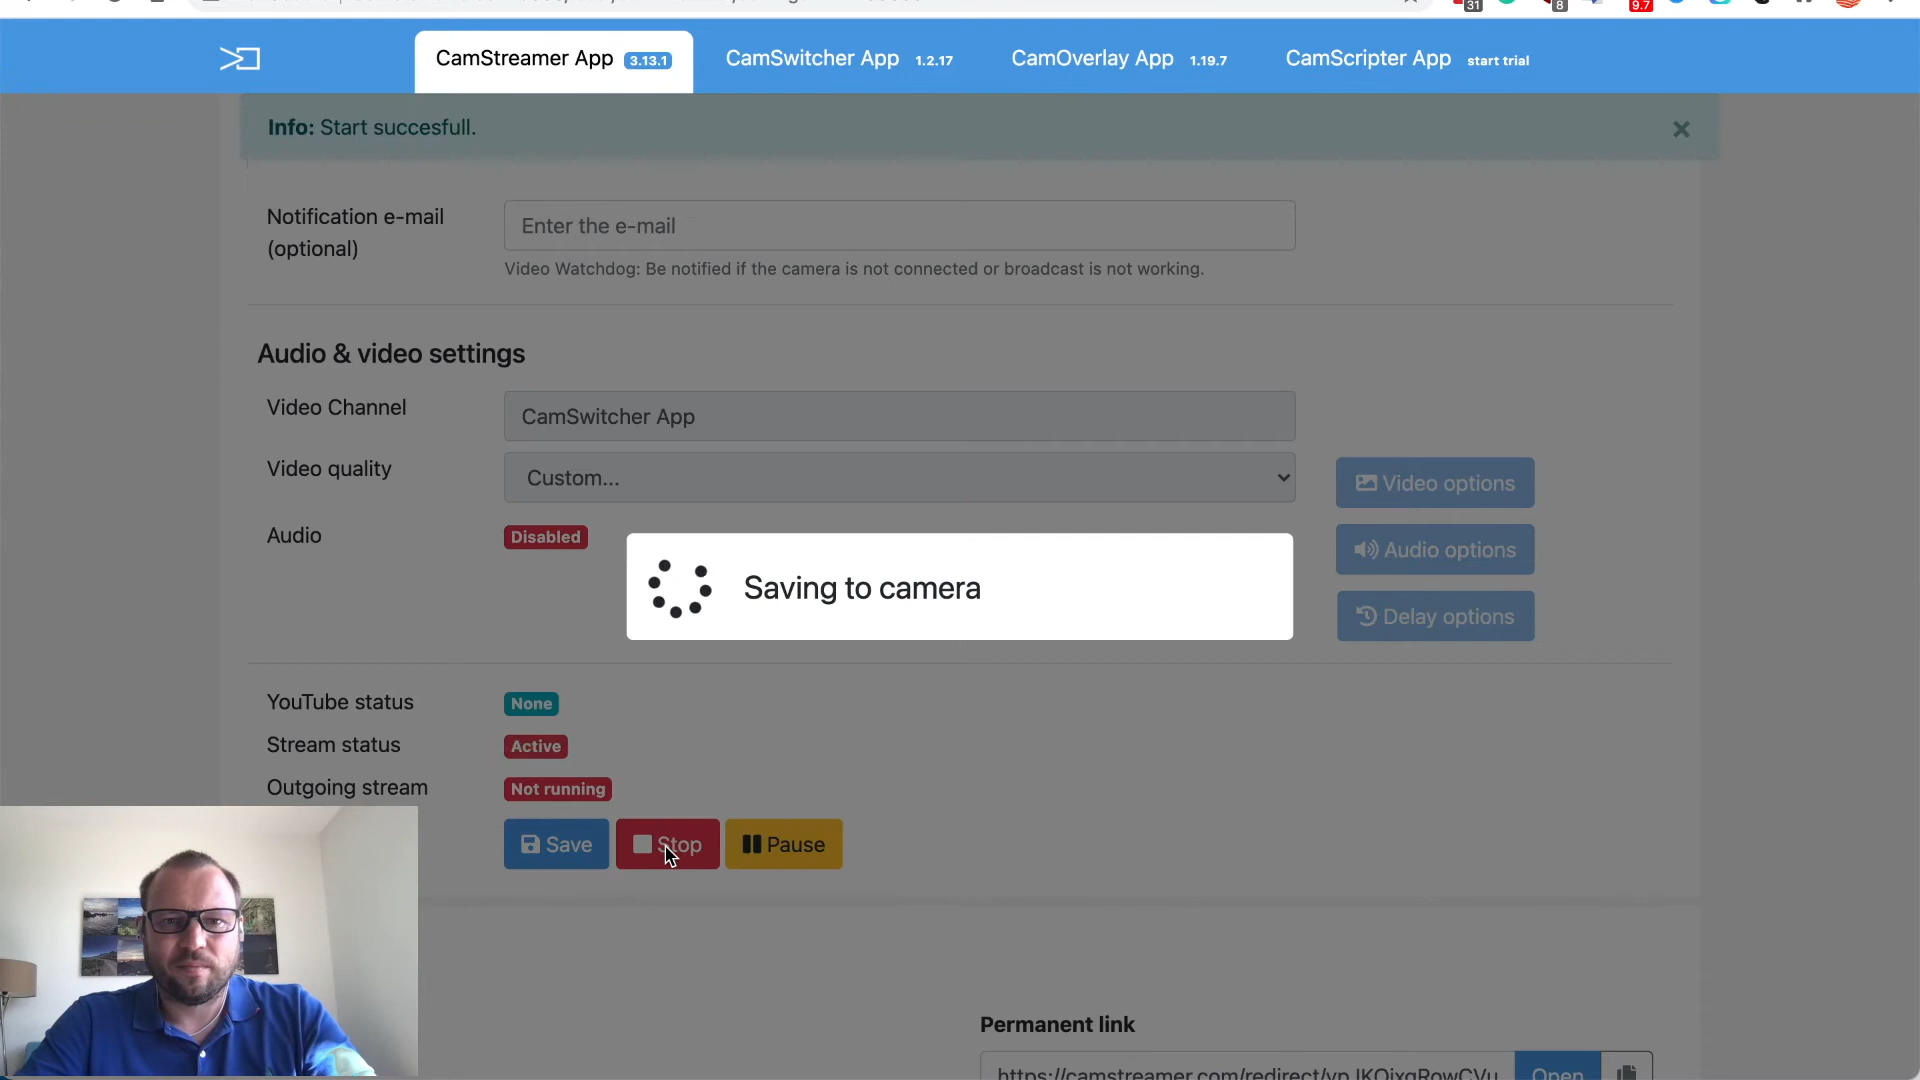 31
8
9.7
CamStreamer App 3.13.1
CamSwitcher App 1.2.17
CamOverlay App 1.19.7
CamScripter App start trial
Info: Start succesfull.
Notification e-mail
(optional)
Enter the e-mail
Video Watchdog: Be notified if the camera is not connected or broadcast is not working.
Audio & video settings
Video Channel
CamSwitcher App
Video quality
Custom...
Video options
Audio
Disabled
Audio options
Saving to camera
Delay options
YouTube status
None
Stream status
Active
Outgoing stream
Not running
Save
Stop
Pause
Permanent link
Open